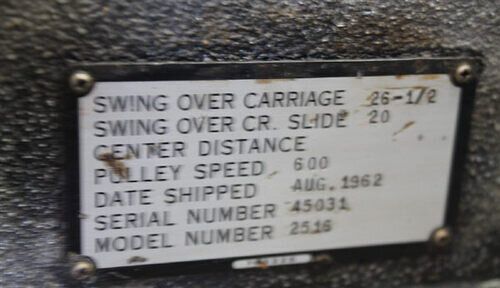 SWING OVER CARRIAGE 26-1/2
SWING OVER CR. SLIDE 20
CENTER DISTANCE
PULLEY SPEED 600
DATE SHIPPED AUG. 1962
SERIAL NUMBER 45031
MODEL NUMBER 2516